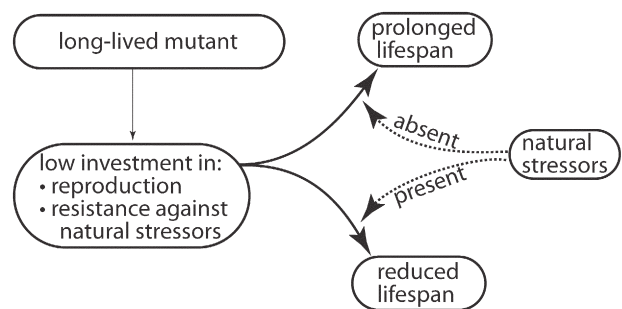 long-lived mutant
low investment in:
• reproduction
• resistance against
natural stressors
prolonged
lifespan
absent
natural
stressors
present
reduced
lifespan